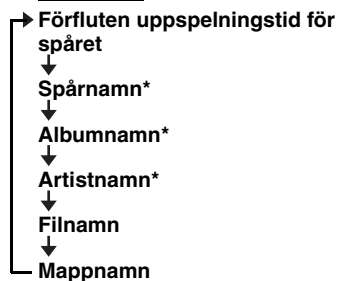 Förfluten uppspelningstid för
spåret
Spårnamn*
Albumnamn*
Artistnamn*
Filnamn
Mappnamn